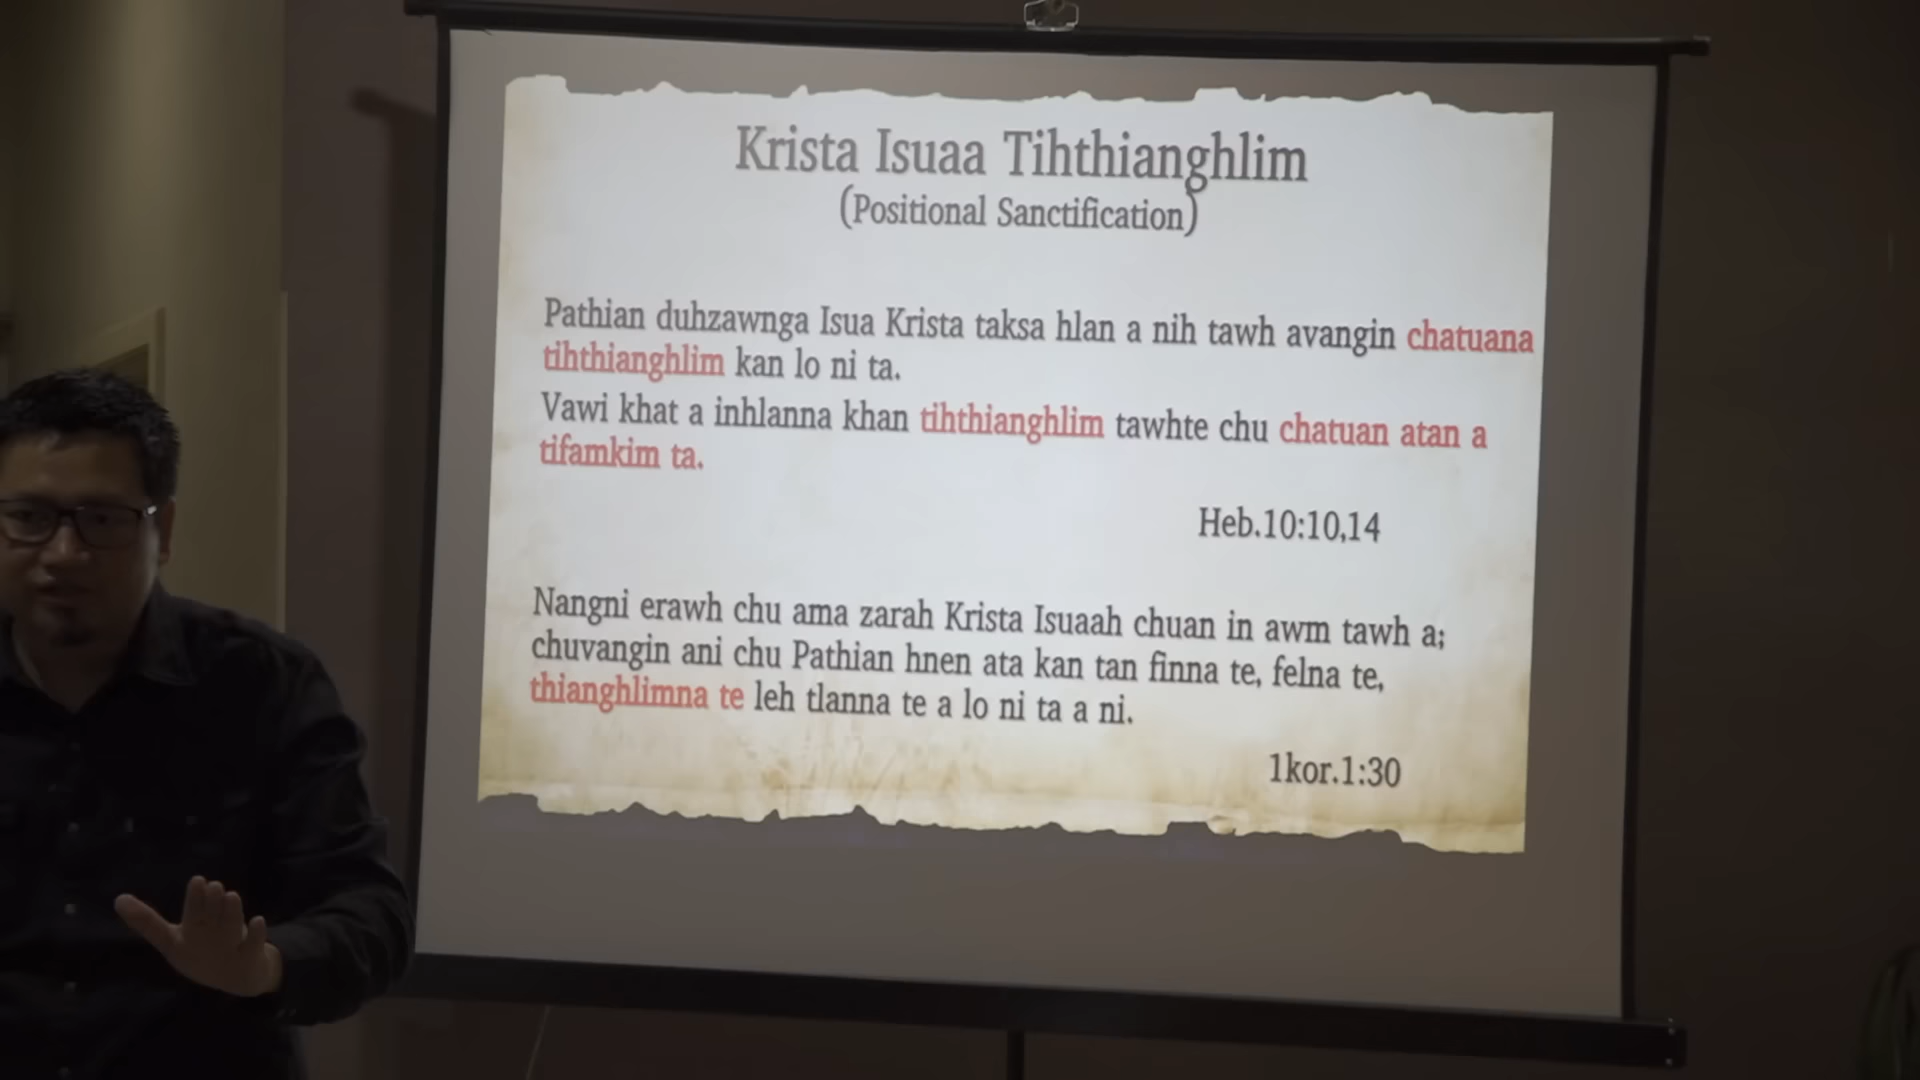 Krista Isuaa Tihthianghlim
(Positional Sanctification)
Pathian duhzawnga Isua Krista taksa hlan a nih tawh avangin chatuana
tihthianghlim kan lo ni ta.
Vawi khat a inhlanna khan tihthianghlim tawhte chu chatuan atan a
tifamkim ta.
Heb.10:10,14
Nangni erawh chu ama zarah Krista Isuaah chuan in awm tawh a;
chuvangin ani chu Pathian hnen ata kan tan finna te, felna te,
thianghlimna te leh tlanna te a lo ni ta a ni.
1kor.1:30